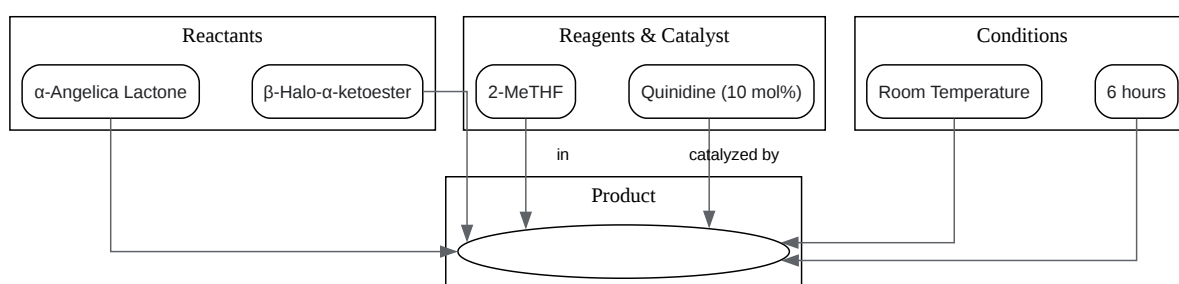 Reactants
Reagents & Catalyst
Conditions
α-Angelica Lactone
β-Halo-α-ketoester
2-MeTHF
Quinidine (10 mol%)
Room Temperature
6 hours
in
catalyzed by
Product